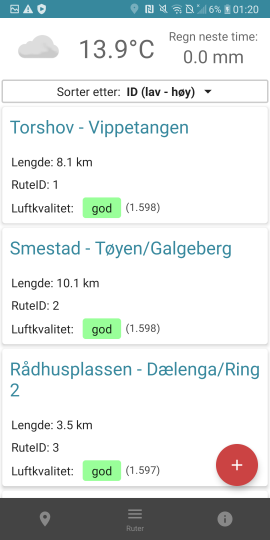 6% 01:20
13.9°C
Regn neste time:
0.0 mm
Sorter etter: ID (lav - høy)
Torshov - Vippetangen
Lengde: 8.1 km
RuteID: 1
Luftkvalitet: god (1.598)
Smestad - Tøyen/Galgeberg
Lengde: 10.1 km
RuteID: 2
Luftkvalitet: god (1.598)
Rådhusplassen - Dælenga/Ring
2
Lengde: 3.5 km
RuteID: 3
Luftkvalitet: god (1.597)
+
Ruter